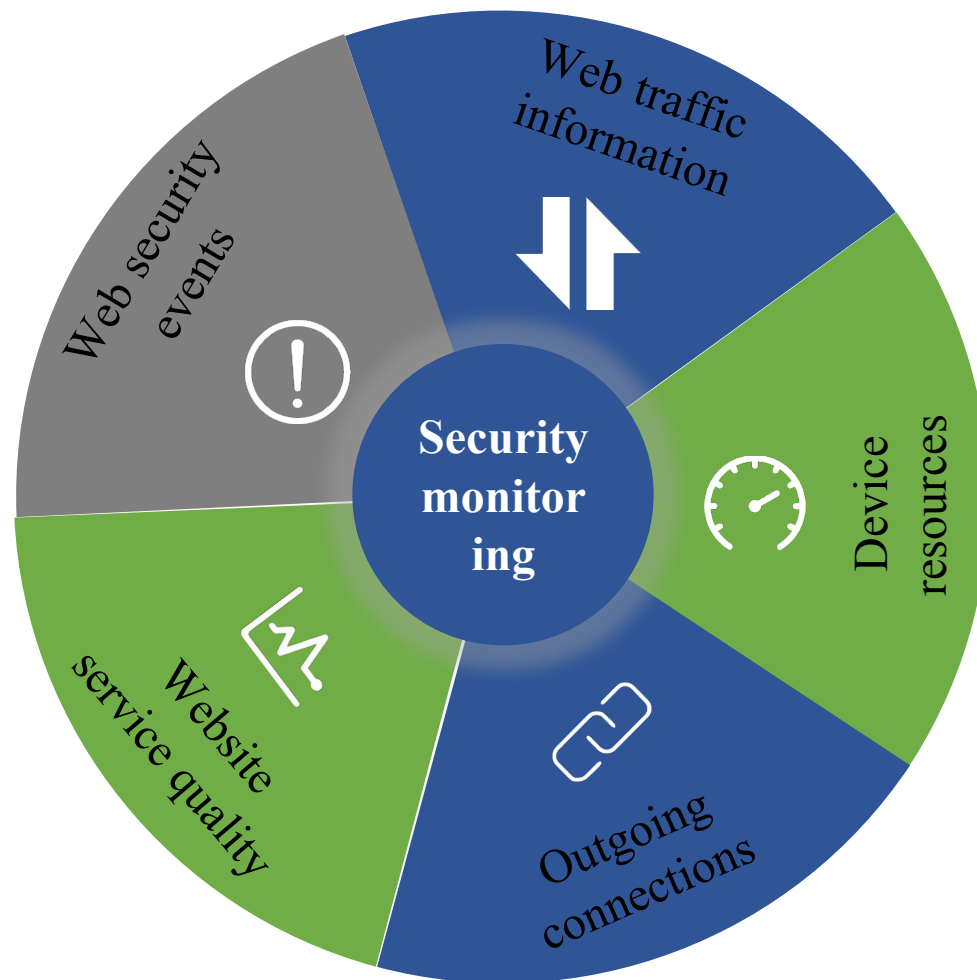 Web traffic
information
Device
resources
Outgoing
connections
Website
service quality
Web security
events
Security
monitor
ing